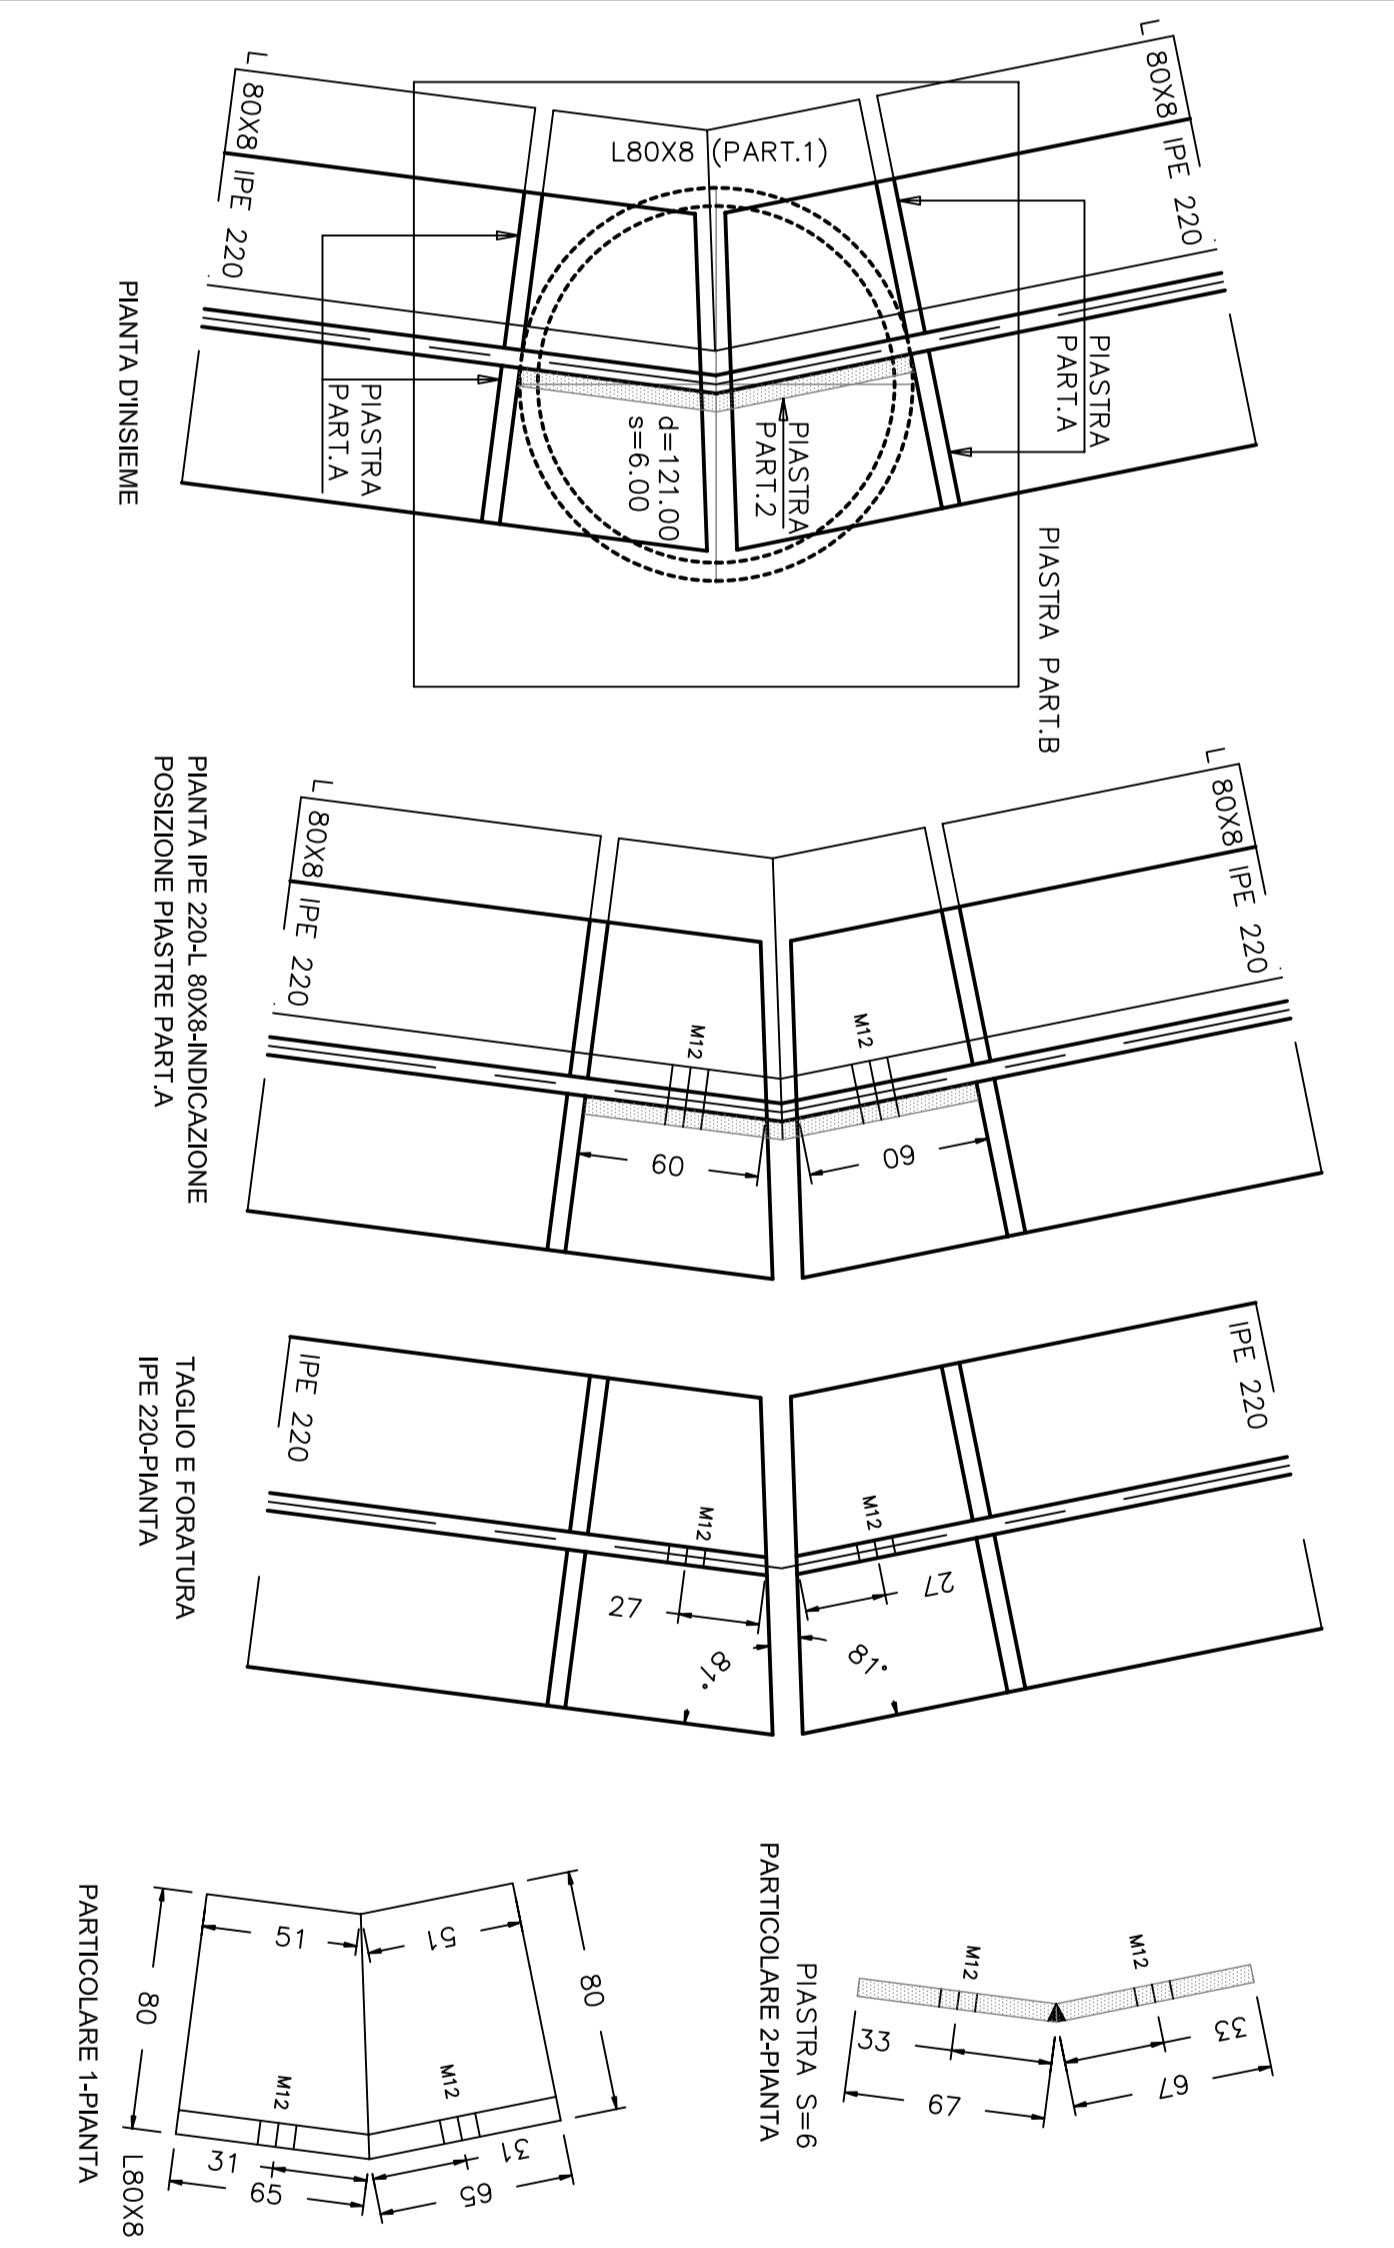 L 80X8
IPE 220
L 80X8
IPE 220
L80X8 (PART.1)
PIASTRA
PART.A
PIASTRA
PART.A
PIASTRA
PART.2
d=121.00
s=6.00
PIASTRA PART.B
PIANTA D'INSIEME
L 80X8
IPE 220
L 80X8
IPE 220
M12
M12
60
60
PIANTA IPE 220-L 80X8-INDICAZIONE
POSIZIONE PIASTRE PART.A
IPE 220
IPE 220
M12
M12
27
27
81°
81°
TAGLIO E FORATURA
IPE 220-PIANTA
M12
M12
33
33
67
67
PIASTRA S=6
PARTICOLARE 2-PIANTA
51
51
80
80
M12
M12
31
31
65
65
L80X8
PARTICOLARE 1-PIANTA